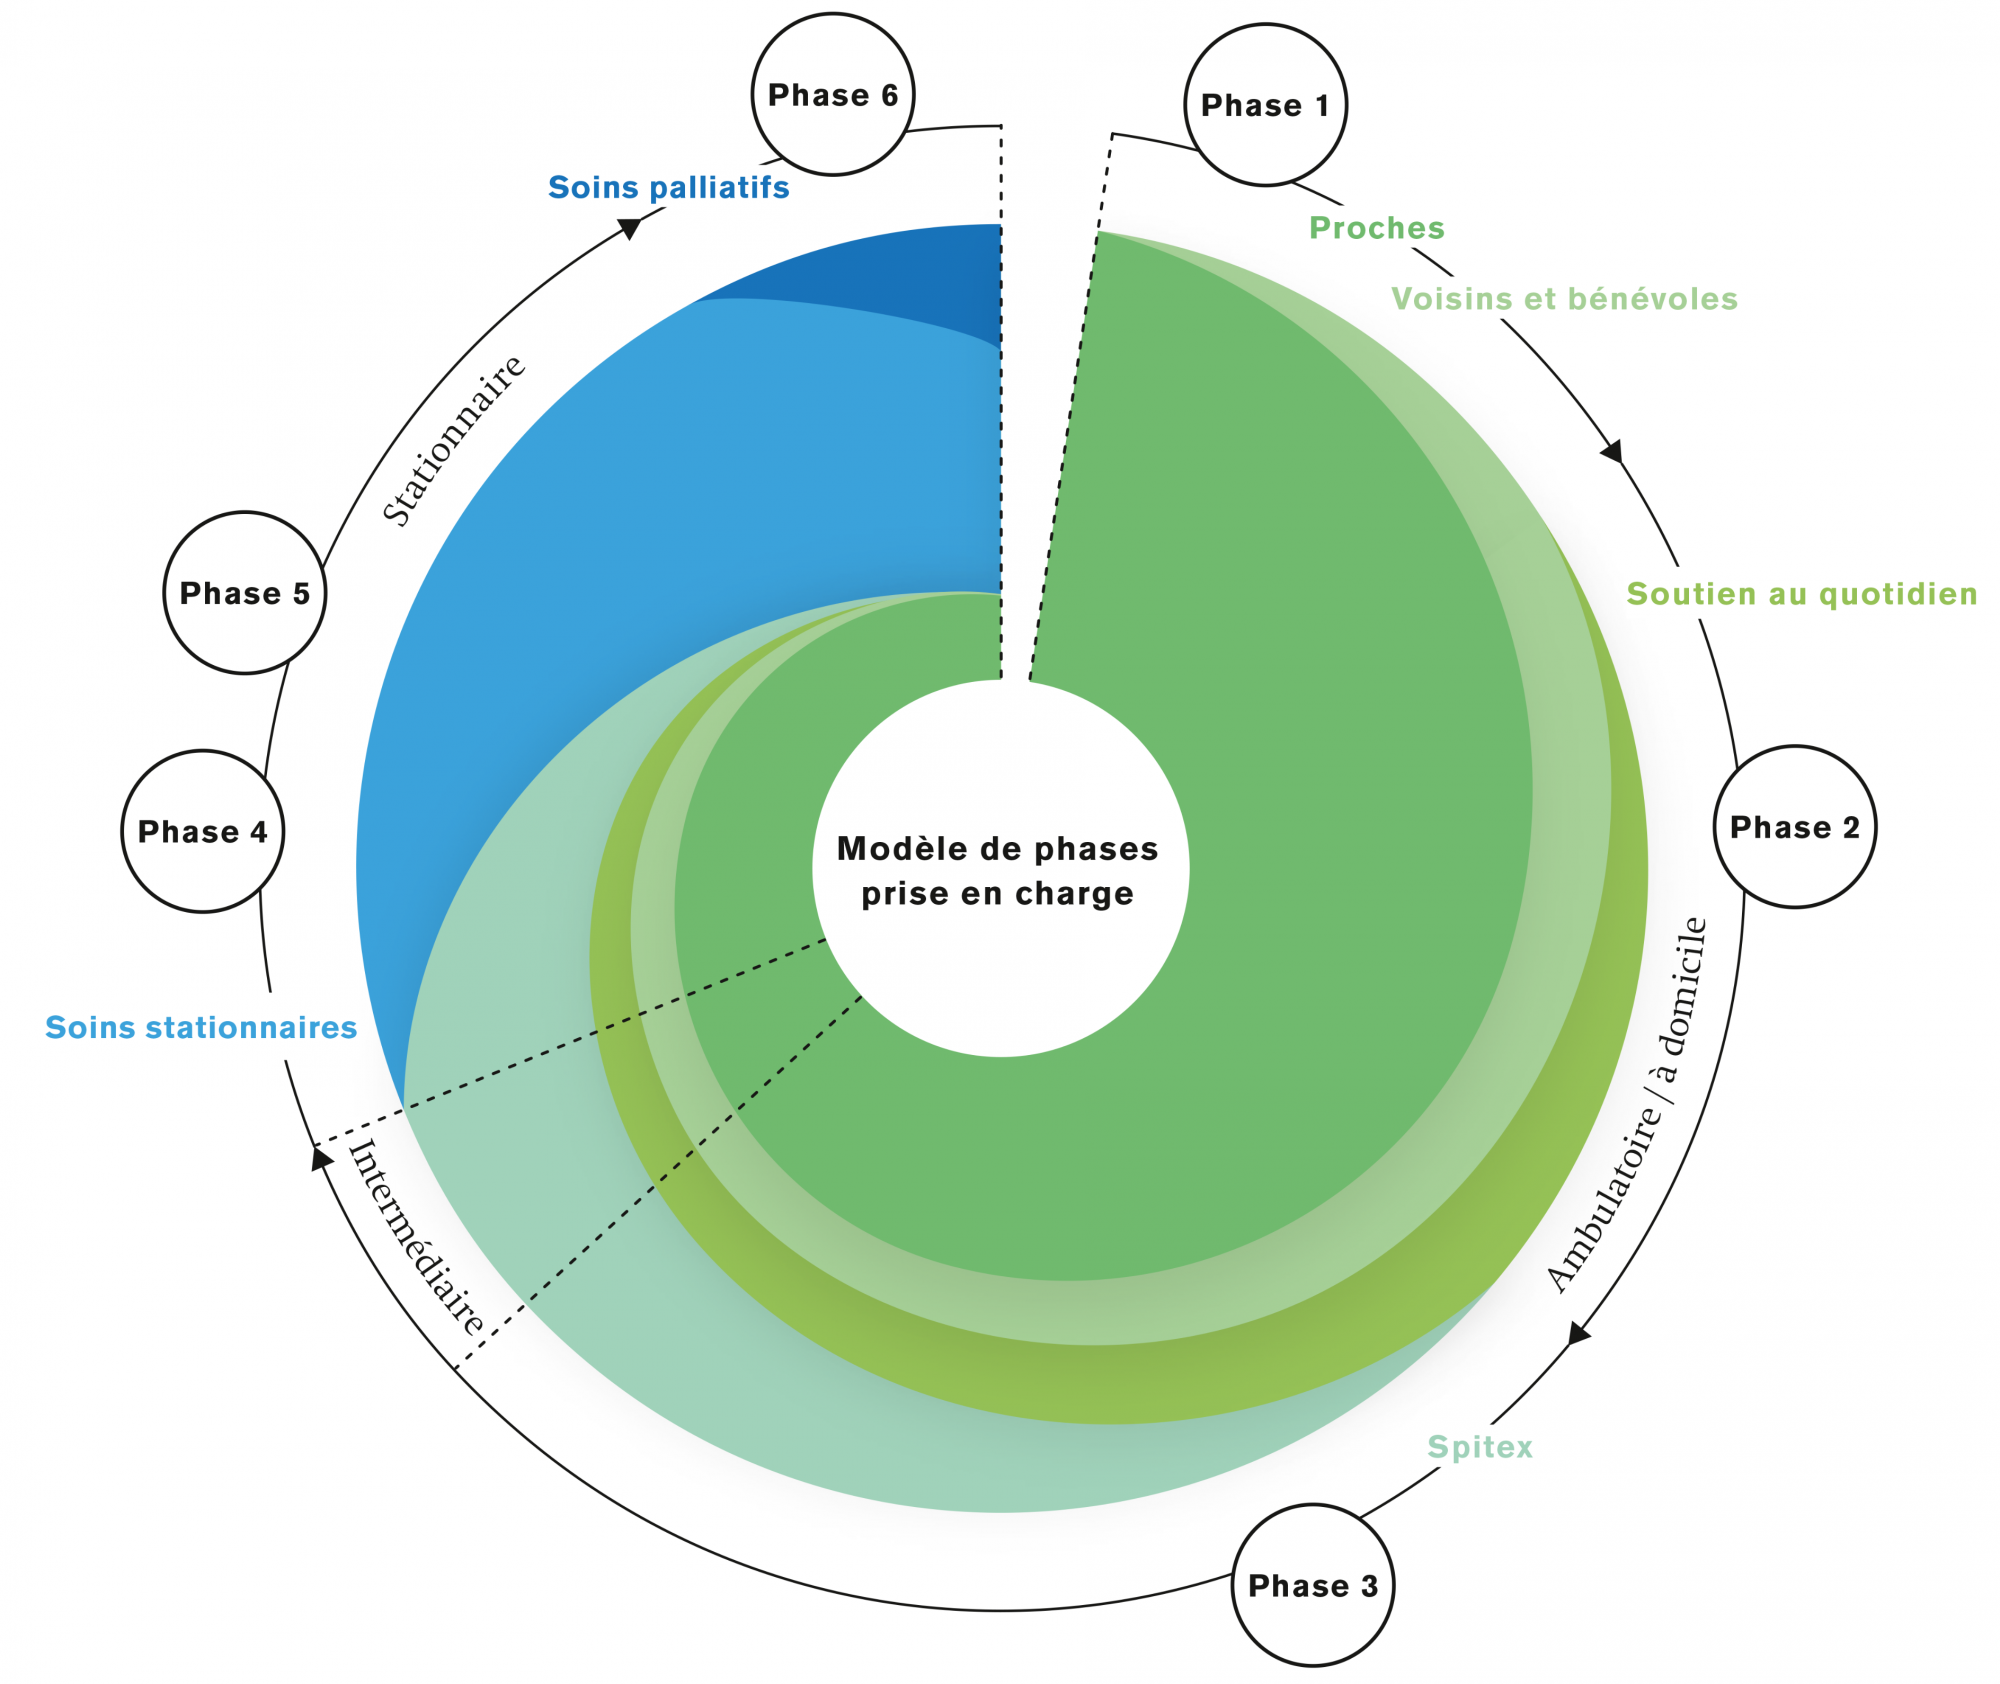 Phase 6
Phase 1
Soins palliatifs
Proches
Voisins et bénévoles
Stationnaire
Phase 5
Soutien au quotidien
Phase 4
Phase 2
Modèle de phases
prise en charge
Soins stationnaires
Ambulatoire / à domicile
Intermédiaire
Spitex
Phase 3